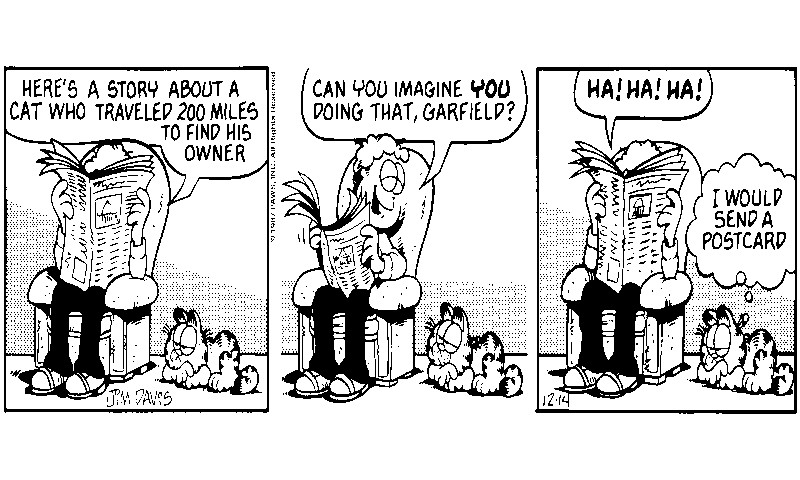 HERE'S A STORY ABOUT A
CAT WHO TRAVELED 200 MILES
TO FIND HIS
OWNER
JIM DAVIS
CAN YOU IMAGINE YOU
DOING THAT, GARFIELD?
HA! HA! HA!
I WOULD
SEND A
POSTCARD
12-14